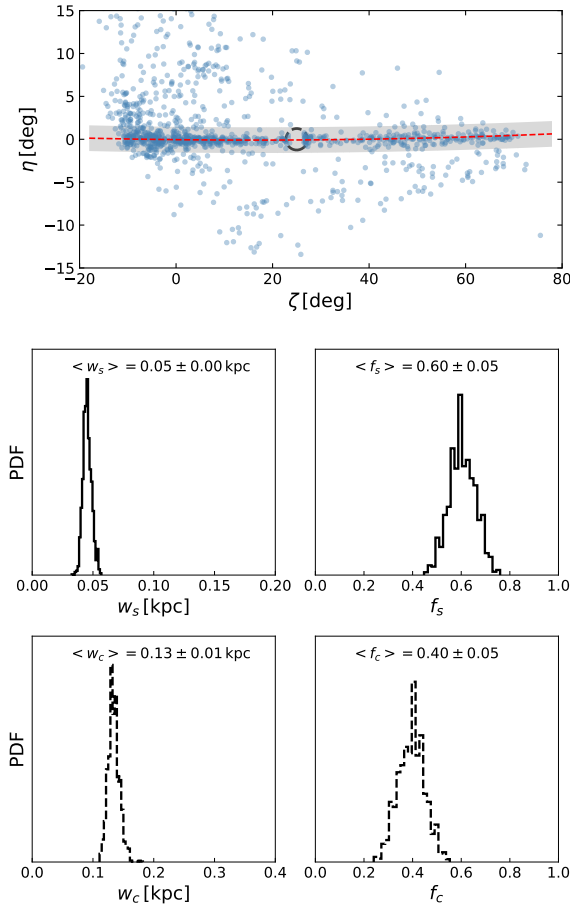 15
10
5
0
−5
−10
−15
η [deg]
−20 0 20 40 60 80
ζ [deg]
< w_s > = 0.05 ± 0.00 kpc
PDF
0.00 0.05 0.10 0.15 0.20
w_s [kpc]
< f_s > = 0.60 ± 0.05
0.0 0.2 0.4 0.6 0.8 1.0
f_s
< w_c > = 0.13 ± 0.01 kpc
PDF
0.0 0.1 0.2 0.3 0.4
w_c [kpc]
< f_c > = 0.40 ± 0.05
0.0 0.2 0.4 0.6 0.8 1.0
f_c